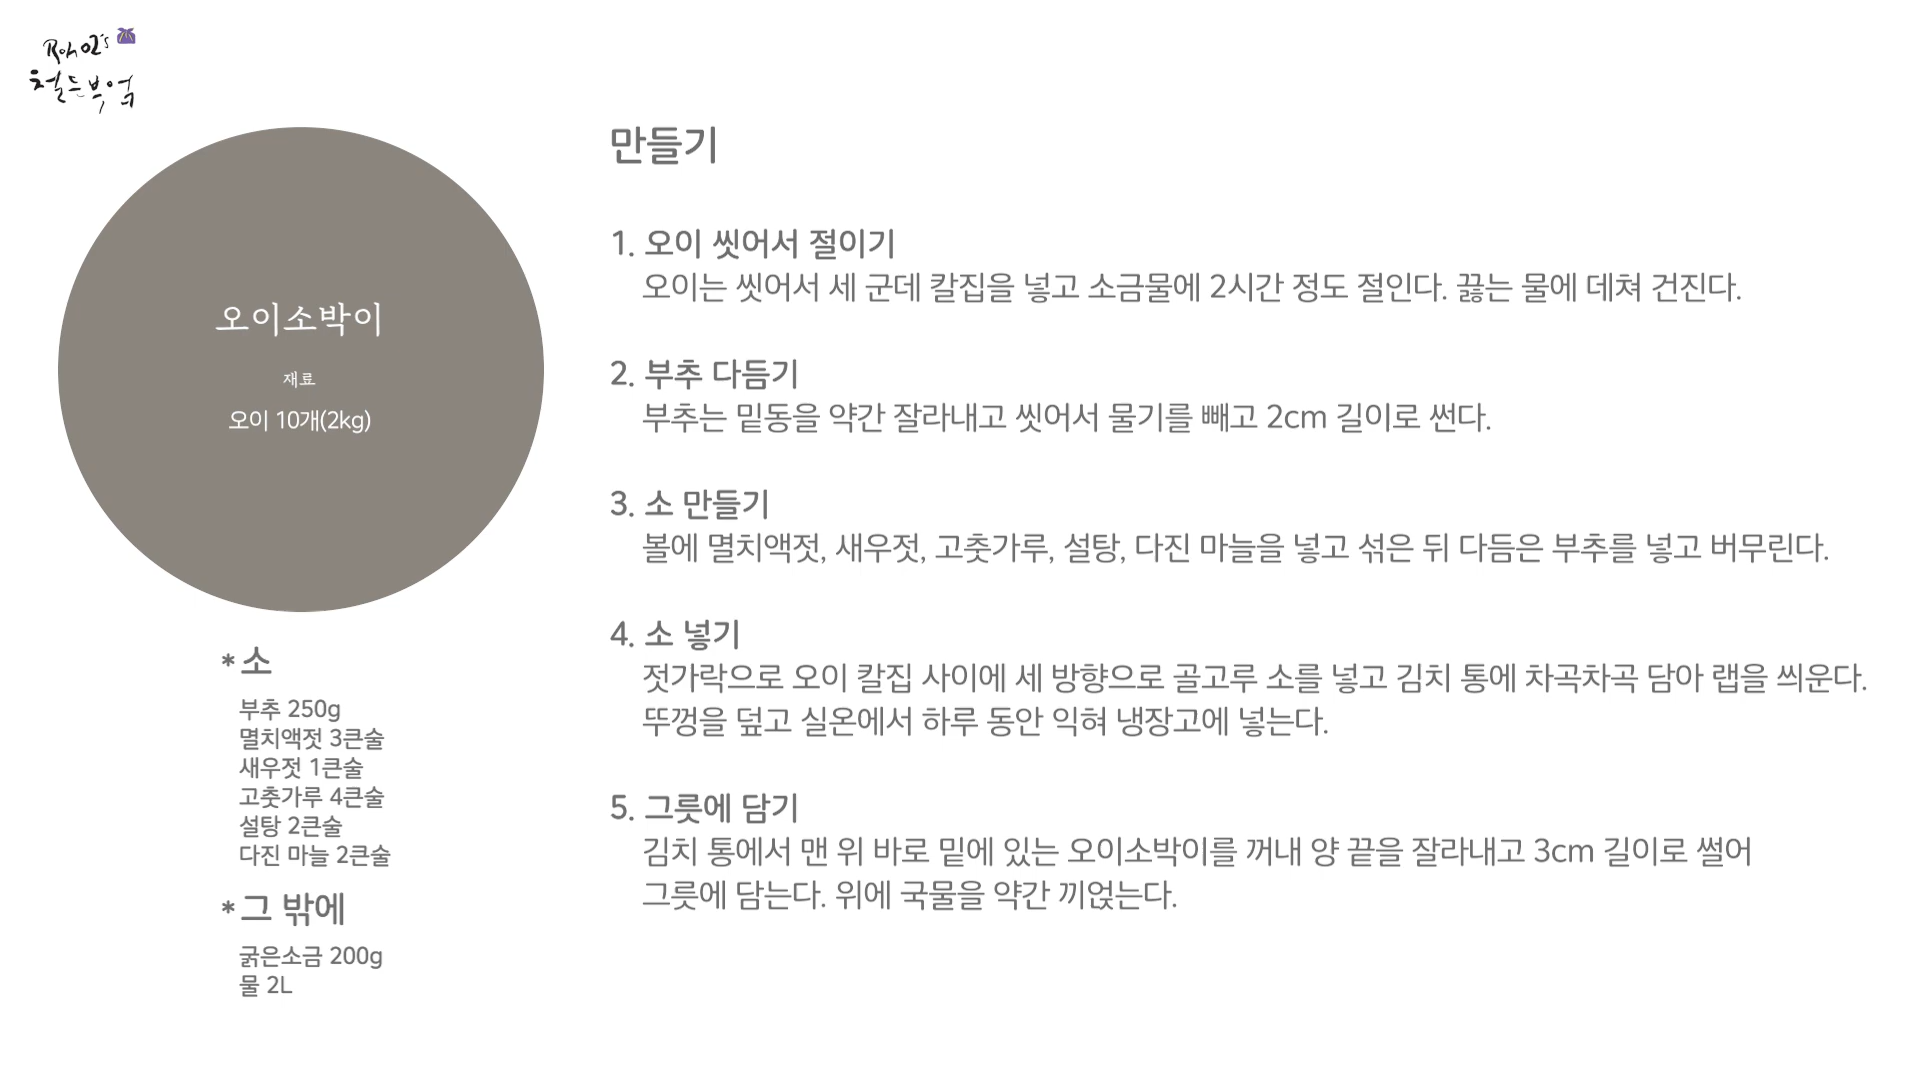 Roh 02's
철든부엌
오이소박이
재료
오이 10개(2kg)
*소
부추 250g
멸치액젓 3큰술
새우젓 1큰술
고춧가루 4큰술
설탕 2큰술
다진 마늘 2큰술
*그 밖에
굵은소금 200g
물 2L
만들기
1. 오이 씻어서 절이기
오이는 씻어서 세 군데 칼집을 넣고 소금물에 2시간 정도 절인다. 끓는 물에 데쳐 건진다.
2. 부추 다듬기
부추는 밑동을 약간 잘라내고 씻어서 물기를 빼고 2cm 길이로 썬다.
3. 소 만들기
볼에 멸치액젓, 새우젓, 고춧가루, 설탕, 다진 마늘을 넣고 섞은 뒤 다듬은 부추를 넣고 버무린다.
4. 소 넣기
젓가락으로 오이 칼집 사이에 세 방향으로 골고루 소를 넣고 김치 통에 차곡차곡 담아 랩을 씌운다.
뚜껑을 덮고 실온에서 하루 동안 익혀 냉장고에 넣는다.
5. 그릇에 담기
김치 통에서 맨 위 바로 밑에 있는 오이소박이를 꺼내 양 끝을 잘라내고 3cm 길이로 썰어
그릇에 담는다. 위에 국물을 약간 끼얹는다.